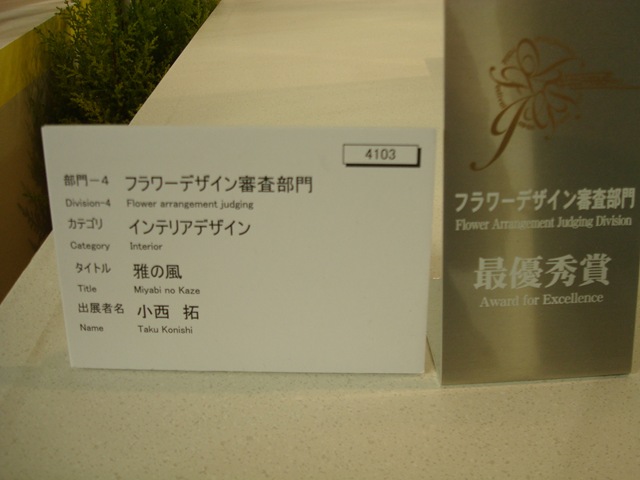 4103
部門－4 フラワーデザイン審査部門
Division-4 Flower arrangement judging
カテゴリ インテリアデザイン
Category Interior
タイトル 雅の風
Title Miyabi no Kaze
出展者名 小西 拓
Name Taku Konishi
フラワーデザイン審査部門
Flower Arrangement Judging Division
最優秀賞
Award for Excellence